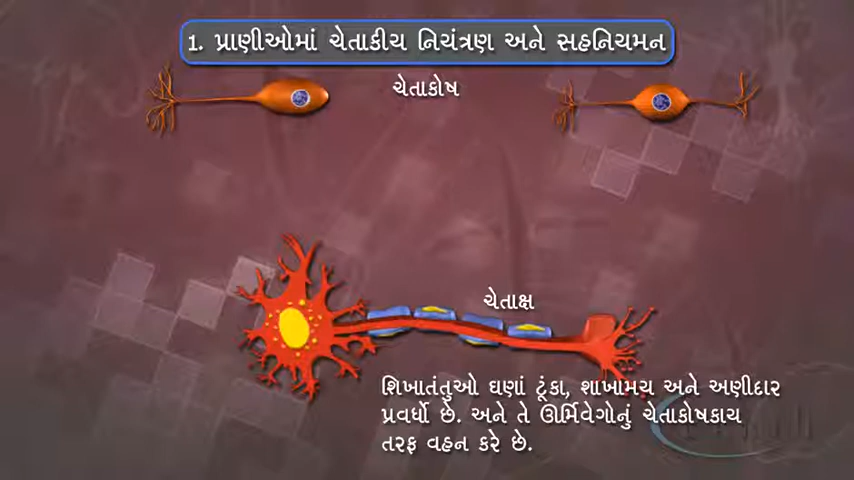 1. પ્રાણીઓમાં ચેતાકીય નિયંત્રણ અને સહનિયમન
ચેતાકોષ
ચેતાક્ષ
શિખાતંતુઓ ઘણાં ટૂંકા, શાખામય અને અણીદાર
પ્રવર્ધો છે. અને તે ઊર્મિવેગોનું ચેતાકોષકાય
તરફ વહન કરે છે.